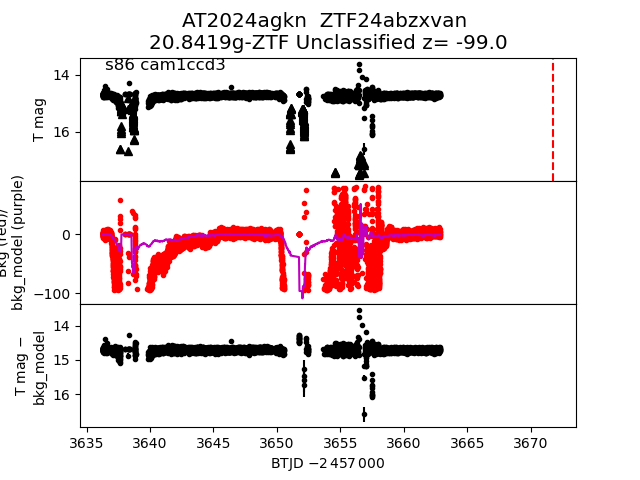 AT2024agkn  ZTF24abzxvan
20.8419g-ZTF Unclassified z= -99.0
s86 cam1ccd3
14
16
T mag
0
−100
Bkg (red)/
bkg_model (purple)
14
15
16
T mag −
bkg_model
3635 3640 3645 3650 3655 3660 3665 3670
BTJD −2 457 000